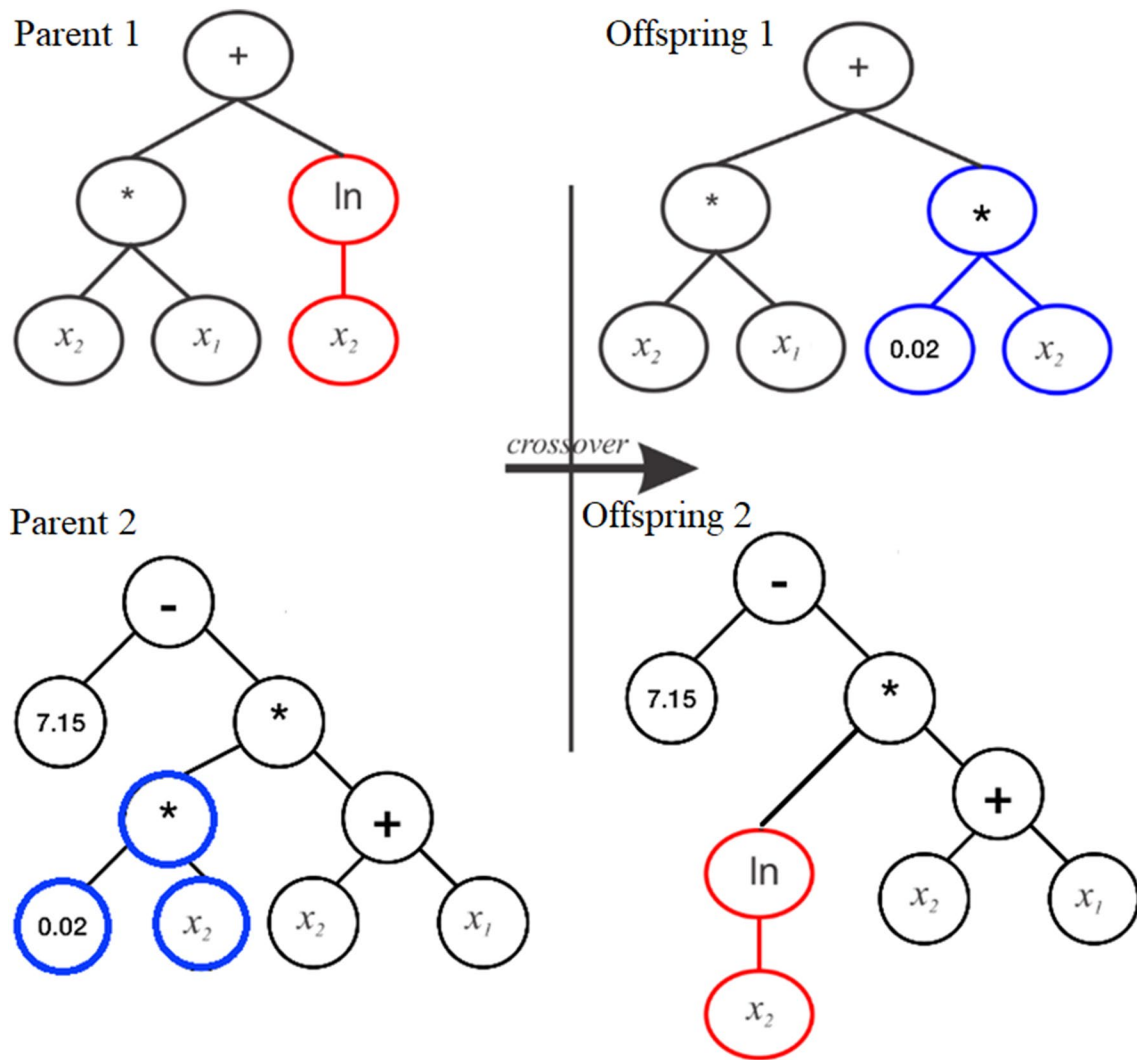 Parent 1
+
*
ln
x₂
x₁
x₂
Offspring 1
+
*
*
x₂
x₁
0.02
x₂
crossover
Parent 2
-
7.15
*
*
+
0.02
x₂
x₂
x₁
Offspring 2
-
7.15
*
+
ln
x₂
x₁
x₂